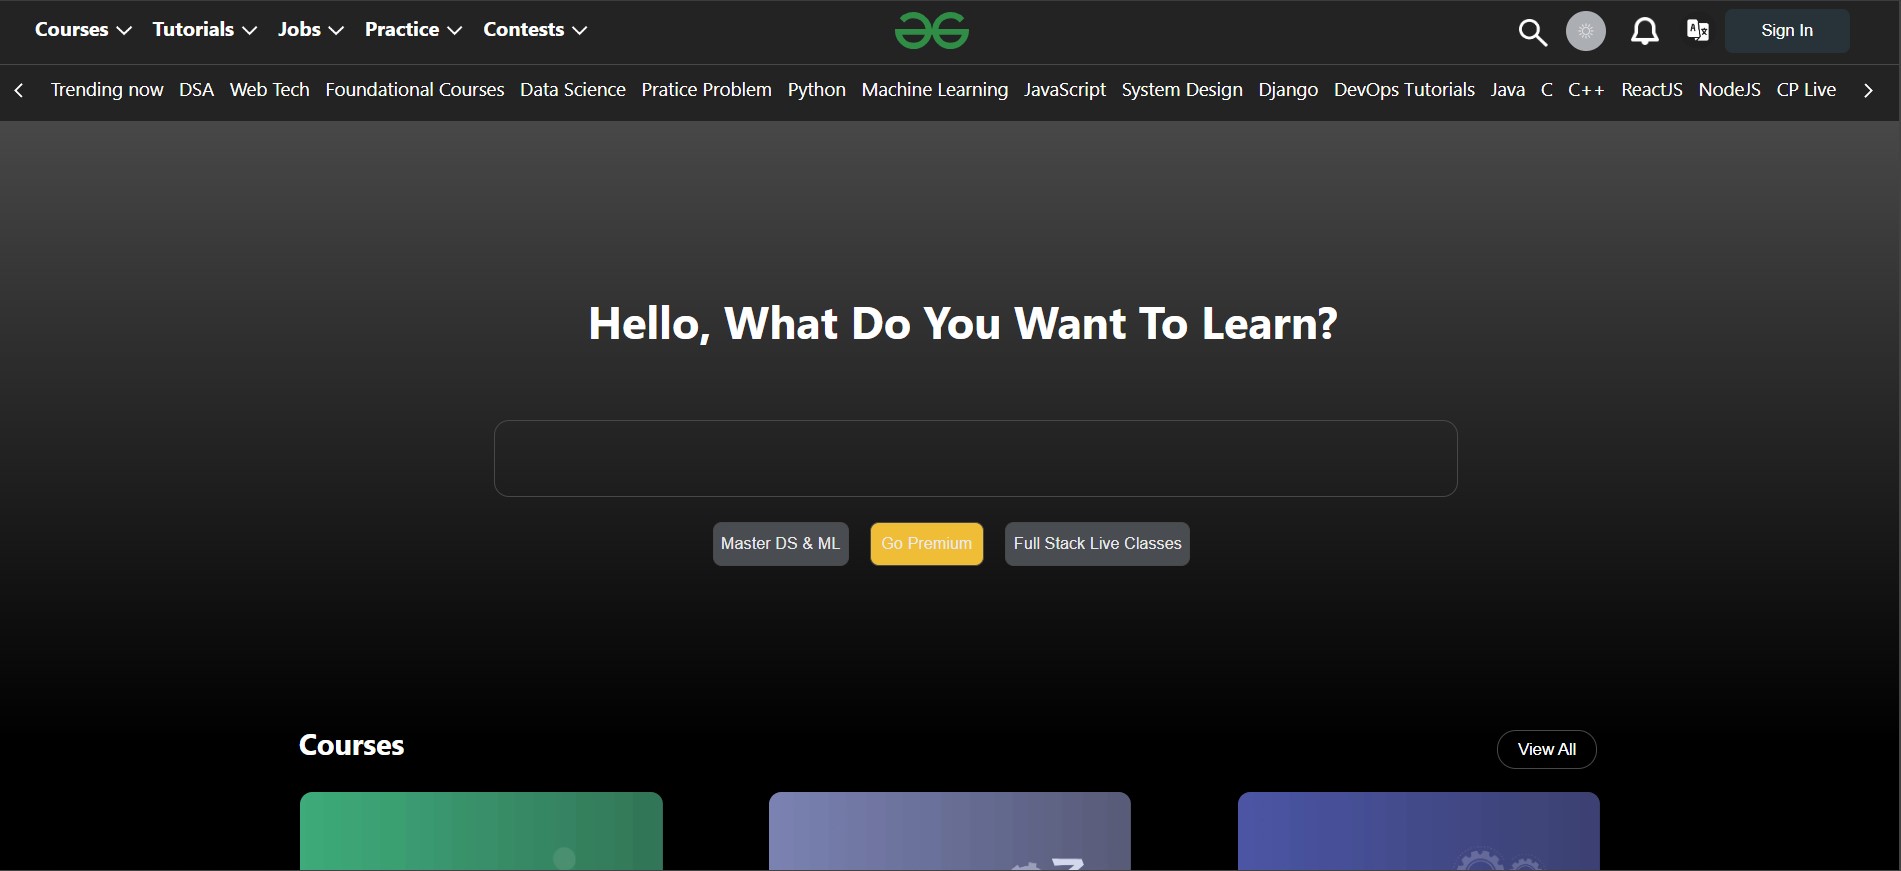 Courses Tutorials Jobs Practice Contests Sign In
Trending now DSA Web Tech Foundational Courses Data Science Pratice Problem Python Machine Learning JavaScript System Design Django DevOps Tutorials Java C C++ ReactJS NodeJS CP Live
Hello, What Do You Want To Learn?
Master DS & ML Go Premium Full Stack Live Classes
Courses View All